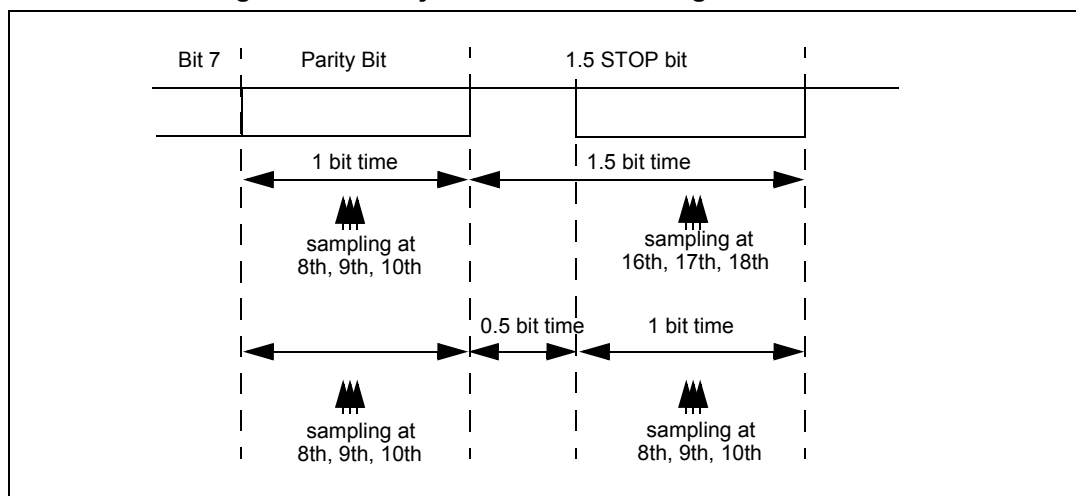 Bit 7 Parity Bit 1.5 STOP bit
1 bit time 1.5 bit time
sampling at
8th, 9th, 10th
sampling at
16th, 17th, 18th
0.5 bit time 1 bit time
sampling at
8th, 9th, 10th
sampling at
8th, 9th, 10th